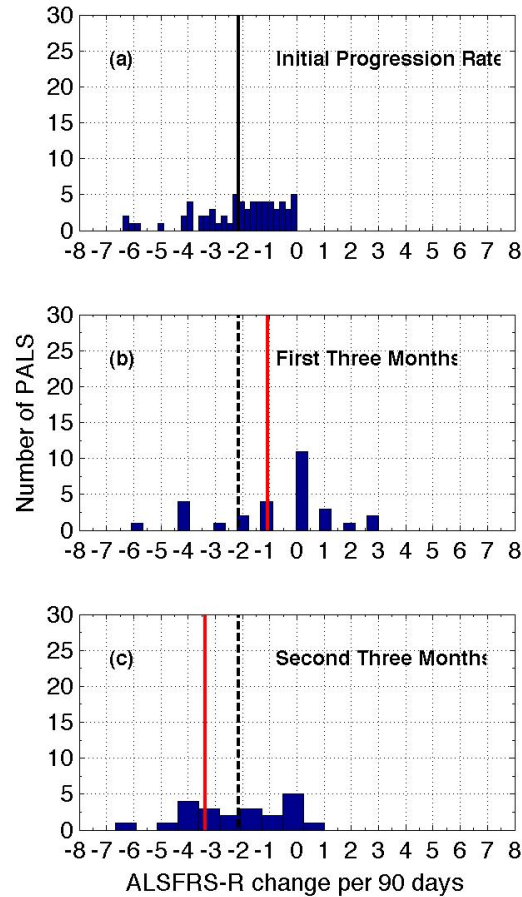 30
25
(a) Initial Progression Rate
20
15
10
5
0
-8 -7 -6 -5 -4 -3 -2 -1 0 1 2 3 4 5 6 7 8
Number of PALS
30
25
(b) First Three Months
20
15
10
5
0
-8 -7 -6 -5 -4 -3 -2 -1 0 1 2 3 4 5 6 7 8
30
25
(c) Second Three Months
20
15
10
5
0
-8 -7 -6 -5 -4 -3 -2 -1 0 1 2 3 4 5 6 7 8
ALSFRS-R change per 90 days